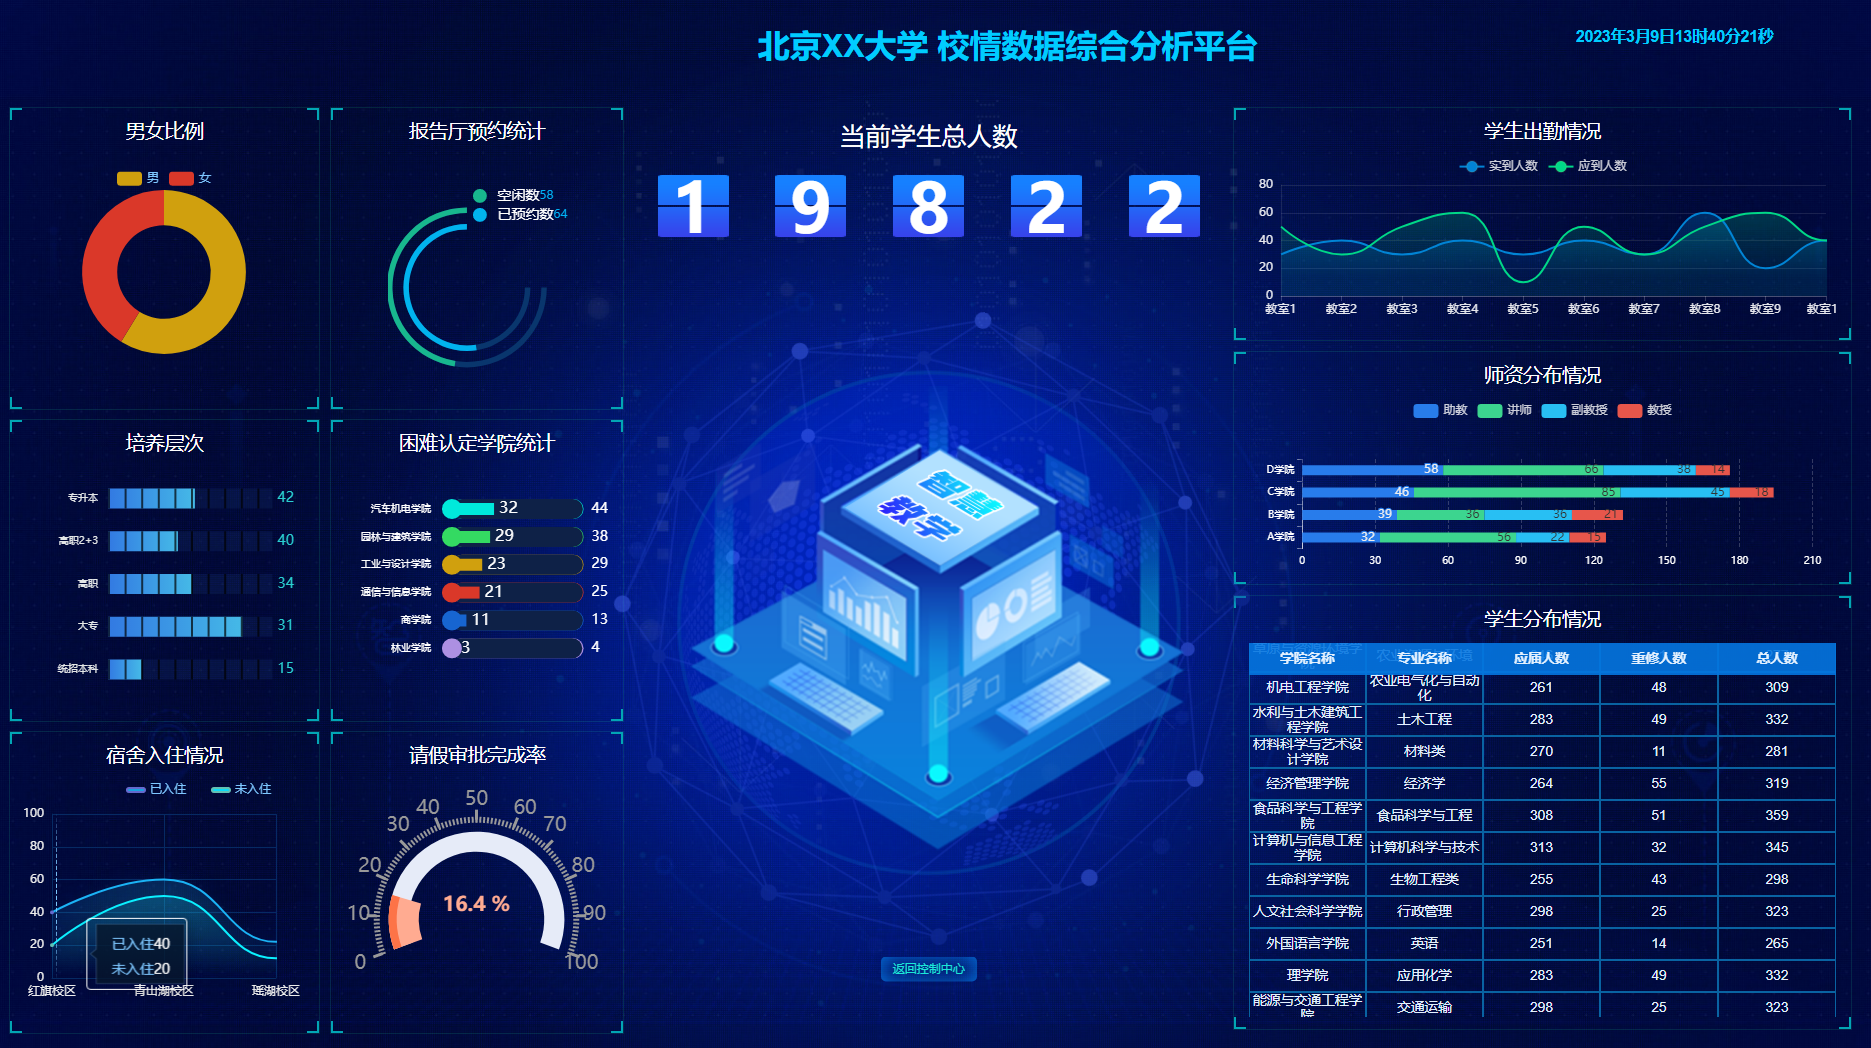 北京XX大学 校情数据综合分析平台
2023年3月9日13时40分21秒
男女比例
男 女
报告厅预约统计
空闲数58
已预约数64
培养层次
专升本 42
高职2+3 40
高职 34
大专 31
统招本科 15
困难认定学院统计
汽车机电学院 32 44
园林与建筑学院 29 38
工业与设计学院 23 29
通信与信息学院 21 25
商学院 11 13
林业学院 3 4
宿舍入住情况
已入住 未入住
100
80
60
40
20
0
已入住40
未入住20
红旗校区 青山湖校区 瑶湖校区
请假审批完成率
0 10 20 30 40 50 60 70 80 90 100
16.4 %
当前学生总人数
1 9 8 2 2
智慧
教学
返回控制中心
学生出勤情况
实到人数 应到人数
80
60
40
20
0
教室1 教室2 教室3 教室4 教室5 教室6 教室7 教室8 教室9 教室1
师资分布情况
助教 讲师 副教授 教授
D学院 58 66 38 14
C学院 46 85 45 18
B学院 39 36 36 21
A学院 32 56 22 15
0 30 60 90 120 150 180 210
学生分布情况
学院名称 专业名称 应届人数 重修人数 总人数
机电工程学院 农业电气化与自动
化 261 48 309
水利与土木建筑工
程学院 土木工程 283 49 332
材料科学与艺术设
计学院 材料类 270 11 281
经济管理学院 经济学 264 55 319
食品科学与工程学
院 食品科学与工程 308 51 359
计算机与信息工程
学院 计算机科学与技术 313 32 345
生命科学学院 生物工程类 255 43 298
人文社会科学学院 行政管理 298 25 323
外国语言学院 英语 251 14 265
理学院 应用化学 283 49 332
能源与交通工程学
院 交通运输 298 25 323